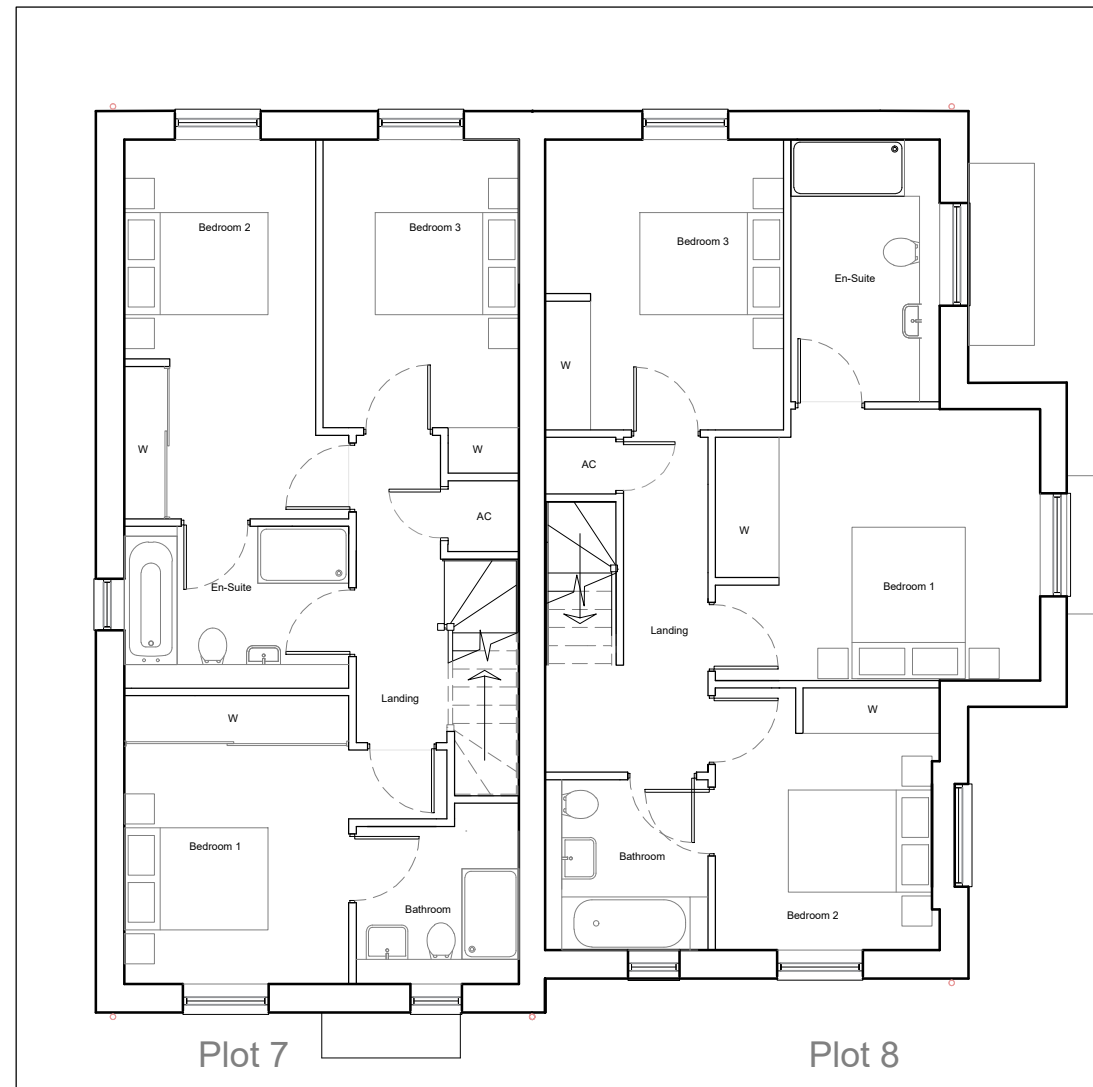 Bedroom 2
Bedroom 3
W
W
AC
En-Suite
Landing
W
Bedroom 1
Bathroom
Plot 7
Bedroom 3
En-Suite
W
AC
W
Bedroom 1
Landing
W
Bathroom
Bedroom 2
Plot 8